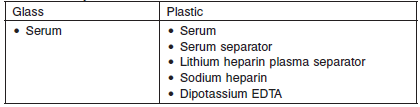 Glass Plastic
• Serum • Serum
• Serum separator
• Lithium heparin plasma separator
• Sodium heparin
• Dipotassium EDTA